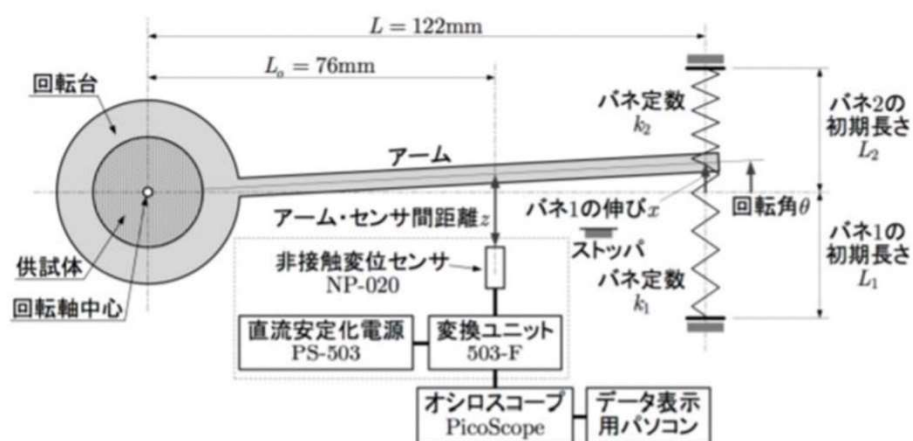 L = 122mm
Lₒ = 76mm
回転台
バネ定数
k₂
バネ2の
初期長さ
L₂
アーム
アーム・センサ間距離z
バネ1の伸びx
回転角θ
ストッパ
供試体
回転軸中心
非接触変位センサ
NP-020
バネ定数
k₁
バネ1の
初期長さ
L₁
直流安定化電源
PS-503
変換ユニット
503-F
オシロスコープ
PicoScope
データ表示
用パソコン